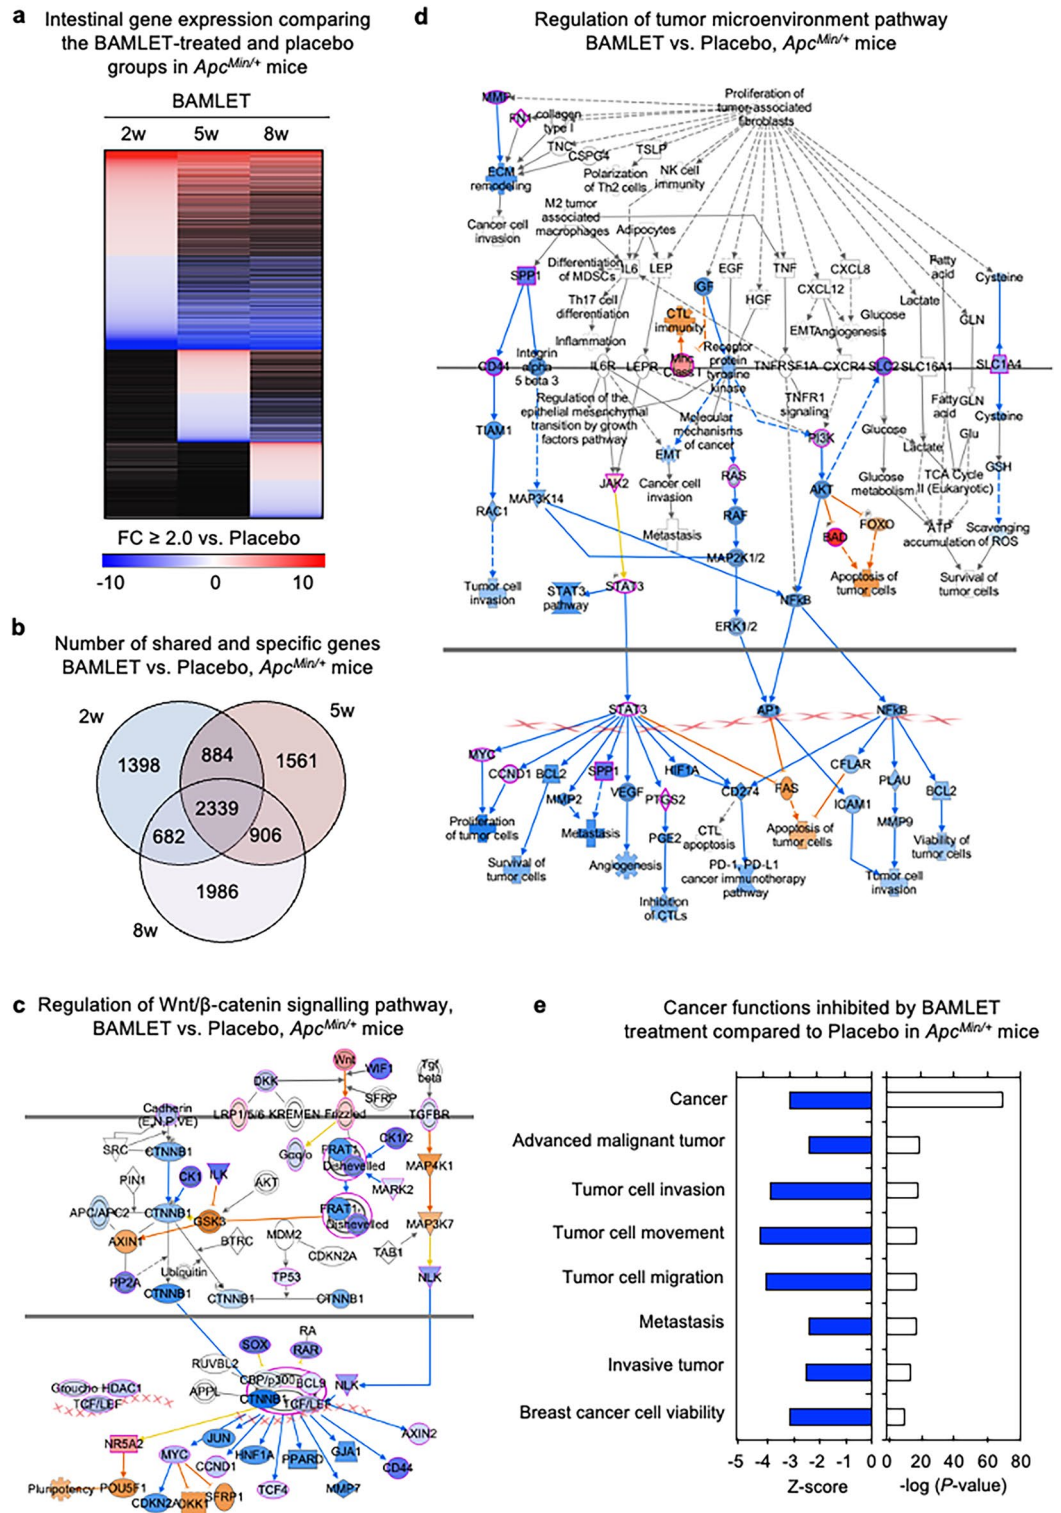 a Intestinal gene expression comparing
the BAMLET-treated and placebo
groups in ApcMin/+ mice
BAMLET
2w 5w 8w
FC ≥ 2.0 vs. Placebo
-10 0 10
b
Number of shared and specific genes
BAMLET vs. Placebo, ApcMin/+ mice
2w 5w
1398 884 1561
2339
682 906
1986
8w
c Regulation of Wnt/β-catenin signalling pathway,
BAMLET vs. Placebo, ApcMin/+ mice
Wnt
WIF1
Tgf
beta
DKK
SFRP
Cadherin
(E,N,P,VE)
LRP1/5/6 KREMEN Frizzled
TGFBR
SRC
CTNNB1
Gαq/o
FRAT1
Dishevelled
CK1/2
MAP4K1
PIN1
CK1
ILK
AKT
MARK2
APC/APC2
CTNNB1
GSK3
FRAT1
Dishevelled
MAP3K7
AXIN1
BTRC
MDM2
CDKN2A
TAB1
PP2A
Ubiquitin
TP53
NLK
CTNNB1
CTNNB1
CTNNB1
SOX
RA
RAR
RUVBL2
CBP/p300
BCL9
NLK
Groucho HDAC1
TCF/LEF
APPL
CTNNB1
TCF/LEF
NR5A2
JUN
AXIN2
MYC
CCND1
HNF1A
PPARD
GJA1
CD44
Pluripotency
POU5F1
CDKN2A
DKK1
SFRP1
TCF4
MMP7
d Regulation of tumor microenvironment pathway
BAMLET vs. Placebo, ApcMin/+ mice
MMP
Proliferation of
tumor-associated
fibroblasts
FN1
collagen
type I
TNC
CSPG4
TSLP
ECM
remodeling
Polarization
of Th2 cells
NK cell
immunity
Cancer cell
invasion
M2 tumor
associated
macrophages
Adipocytes
SPP1
Differentiation
of MDSCs
IL6
LEP
IGF
EGF
TNF
CXCL8
Fatty
acid
Cysteine
Th17 cell
differentiation
HGF
CXCL12
Lactate
CTL
immunity
Glucose
GLN
Inflammation
EMT
Angiogenesis
CD44
Integrin
alpha
5 beta 3
IL6R
LEPR
Mhc
Class I
Receptor
protein
tyrosine
kinase
TNFRSF1A
CXCR4
SLC2
SLC16A1
SLC1A4
Regulation of the
epithelial mesenchymal
transition by growth
factors pathway
Molecular
mechanisms
of cancer
TNFR1
signaling
Fatty
acid
GLN
Cysteine
TIAM1
PI3K
Glucose
Lactate
Glu
EMT
GSH
JAK2
Cancer cell
invasion
RAS
AKT
Glucose
metabolism
TCA Cycle
II (Eukaryotic)
RAC1
MAP3K14
RAF
FOXO
Metastasis
BAD
ATP
accumulation
Scavenging
of ROS
MAP2K1/2
Tumor cell
invasion
STAT3
pathway
STAT3
NFkB
Apoptosis of
tumor cells
Survival of
tumor cells
ERK1/2
STAT3
AP1
NFkB
MYC
CCND1
BCL2
SPP1
HIF1A
CFLAR
MMP2
VEGF
PTGS2
CD274
FAS
ICAM1
PLAU
BCL2
Proliferation
of tumor cells
Metastasis
PGE2
CTL
apoptosis
Apoptosis of
tumor cells
MMP9
Viability of
tumor cells
Survival of
tumor cells
Angiogenesis
PD-1, PD-L1
cancer immunotherapy
pathway
Tumor cell
invasion
Inhibition
of CTLs
e Cancer functions inhibited by BAMLET
treatment compared to Placebo in ApcMin/+ mice
Cancer
Advanced malignant tumor
Tumor cell invasion
Tumor cell movement
Tumor cell migration
Metastasis
Invasive tumor
Breast cancer cell viability
-5 -4 -3 -2 -1 0 0 20 40 60 80
Z-score -log (P-value)